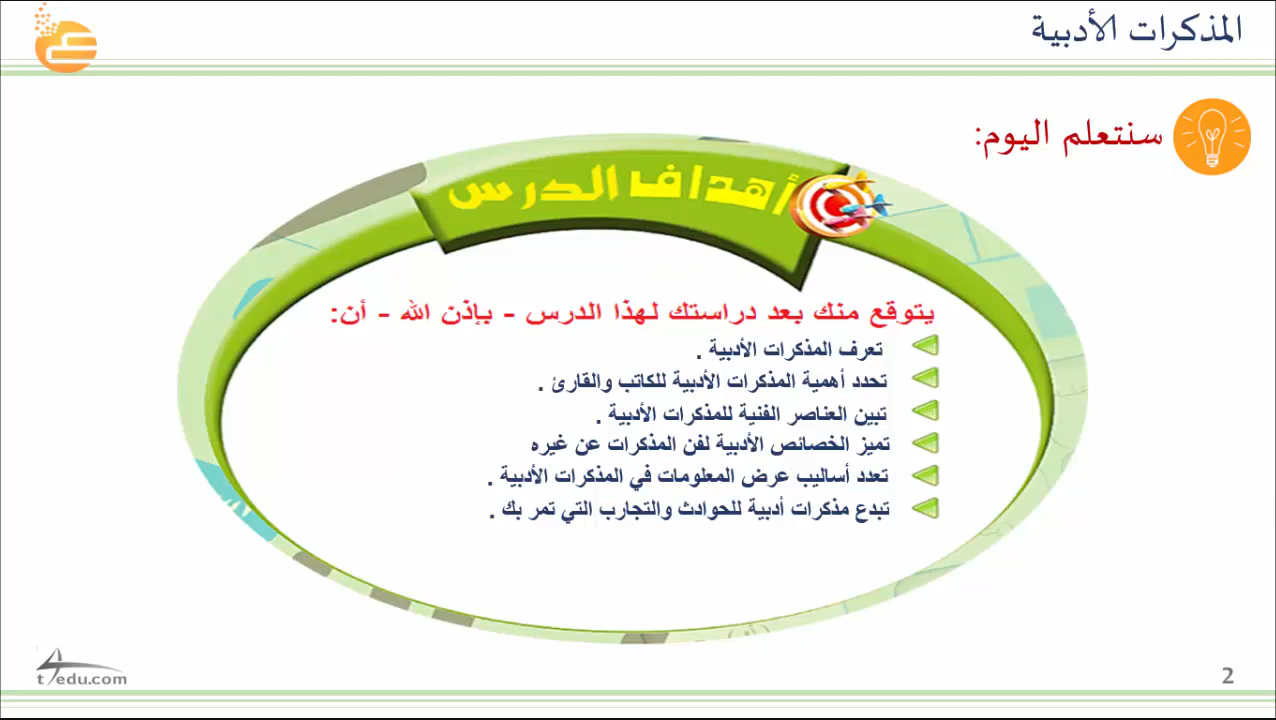 المذكرات الأدبية
سنتعلم اليوم:
أهداف الدرس
يتوقع منك بعد دراستك لهذا الدرس - بإذن الله - أن:
تعرف المذكرات الأدبية .
تحدد أهمية المذكرات الأدبية للكاتب والقارئ .
تبين العناصر الفنية للمذكرات الأدبية .
تميز الخصائص الأدبية لفن المذكرات عن غيره
تعدد أساليب عرض المعلومات في المذكرات الأدبية .
تبدع مذكرات أدبية للحوادث والتجارب التي تمر بك .
t4edu.com
2